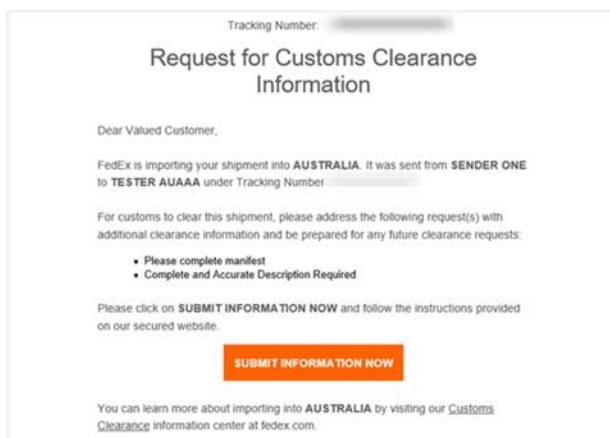 Tracking Number:
Request for Customs Clearance
Information
Dear Valued Customer,
FedEx is importing your shipment into AUSTRALIA. It was sent from SENDER ONE
to TESTER AUAAA under Tracking Number
For customs to clear this shipment, please address the following request(s) with
additional clearance information and be prepared for any future clearance requests:
• Please complete manifest
• Complete and Accurate Description Required
Please click on SUBMIT INFORMATION NOW and follow the instructions provided
on our secured website.
SUBMIT INFORMATION NOW
You can learn more about importing into AUSTRALIA by visiting our Customs
Clearance information center at fedex.com.